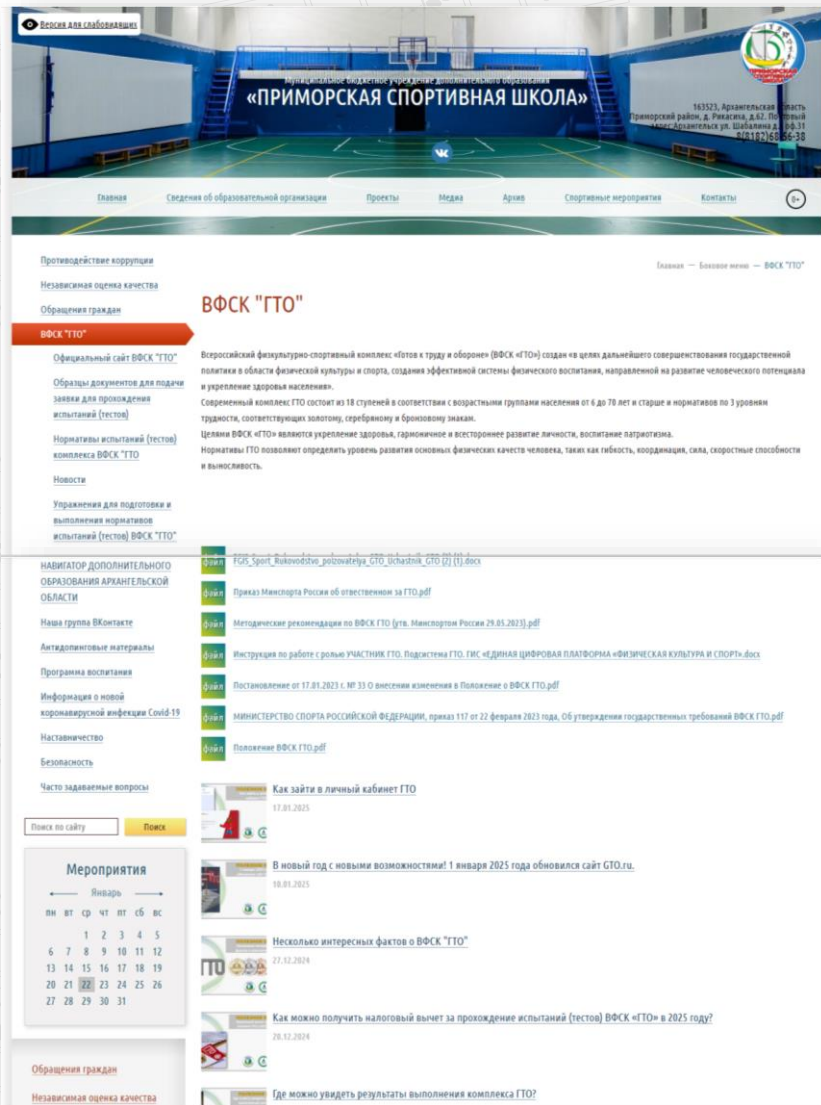 Версия для слабовидящих
Муниципальное бюджетное учреждение дополнительного образования
«ПРИМОРСКАЯ СПОРТИВНАЯ ШКОЛА»
ПРИМОРСКАЯ
163523, Архангельская область
Приморский район, д. Рикасиха, д.62. Почтовый
адрес:Архангельск ул. Шабалина д. оф.31
8(8182)68-56-38
Главная
Сведения об образовательной организации
Проекты
Медиа
Архив
Спортивные мероприятия
Контакты
0+
Противодействие коррупции
Независимая оценка качества
Обращения граждан
ВФСК "ГТО"
Официальный сайт ВФСК "ГТО"
Образцы документов для подачи
заявки для прохождения
испытаний (тестов)
Нормативы испытаний (тестов)
комплекса ВФСК "ГТО
Новости
Упражнения для подготовки и
выполнения нормативов
испытаний (тестов) ВФСК "ГТО"
Главная — Боковое меню — ВФСК "ГТО"
ВФСК "ГТО"
Всероссийский физкультурно-спортивный комплекс «Готов к труду и обороне» (ВФСК «ГТО») создан «в целях дальнейшего совершенствования государственной
политики в области физической культуры и спорта, создания эффективной системы физического воспитания, направленной на развитие человеческого потенциала
и укрепление здоровья населения».
Современный комплекс ГТО состоит из 18 ступеней в соответствии с возрастными группами населения от 6 до 70 лет и старше и нормативов по 3 уровням
трудности, соответствующих золотому, серебряному и бронзовому знакам.
Целями ВФСК «ГТО» являются укрепление здоровья, гармоничное и всестороннее развитие личности, воспитание патриотизма.
Нормативы ГТО позволяют определить уровень развития основных физических качеств человека, таких как гибкость, координация, сила, скоростные способности
и выносливость.
НАВИГАТОР ДОПОЛНИТЕЛЬНОГО
ОБРАЗОВАНИЯ АРХАНГЕЛЬСКОЙ
ОБЛАСТИ
Наша группа ВКонтакте
Антидопинговые материалы
Программа воспитания
Информация о новой
коронавирусной инфекции Covid-19
Наставничество
Безопасность
Часто задаваемые вопросы
Поиск по сайту
Поиск
Мероприятия
Январь
пн вт ср чт пт сб вс
1 2 3 4 5
6 7 8 9 10 11 12
13 14 15 16 17 18 19
20 21 22 23 24 25 26
27 28 29 30 31
Обращения граждан
Независимая оценка качества
файл FGIS_Sport_Rukovodstvo_polzovatelya_GTO_Uchastnik_GTO (2) (1).docx
файл Приказ Минспорта России об отвественном за ГТО.pdf
файл Методические рекомендации по ВФСК ГТО (утв. Минспортом России 29.05.2023).pdf
файл Инструкция по работе с ролью УЧАСТНИК ГТО. Подсистема ГТО. ГИС «ЕДИНАЯ ЦИФРОВАЯ ПЛАТФОРМА «ФИЗИЧЕСКАЯ КУЛЬТУРА И СПОРТ».docx
файл Постановление от 17.01.2023 г. № 33 О внесении изменения в Положение о ВФСК ГТО.pdf
файл МИНИСТЕРСТВО СПОРТА РОССИЙСКОЙ ФЕДЕРАЦИИ, приказ 117 от 22 февраля 2023 года, Об утверждении государственных требований ВФСК ГТО.pdf
файл Положение ВФСК ГТО.pdf
Как зайти в личный кабинет ГТО
17.01.2025
В новый год с новыми возможностями! 1 января 2025 года обновился сайт GTO.ru.
10.01.2025
Несколько интересных фактов о ВФСК "ГТО"
27.12.2024
ГТО
Как можно получить налоговый вычет за прохождение испытаний (тестов) ВФСК «ГТО» в 2025 году?
20.12.2024
Где можно увидеть результаты выполнения комплекса ГТО?